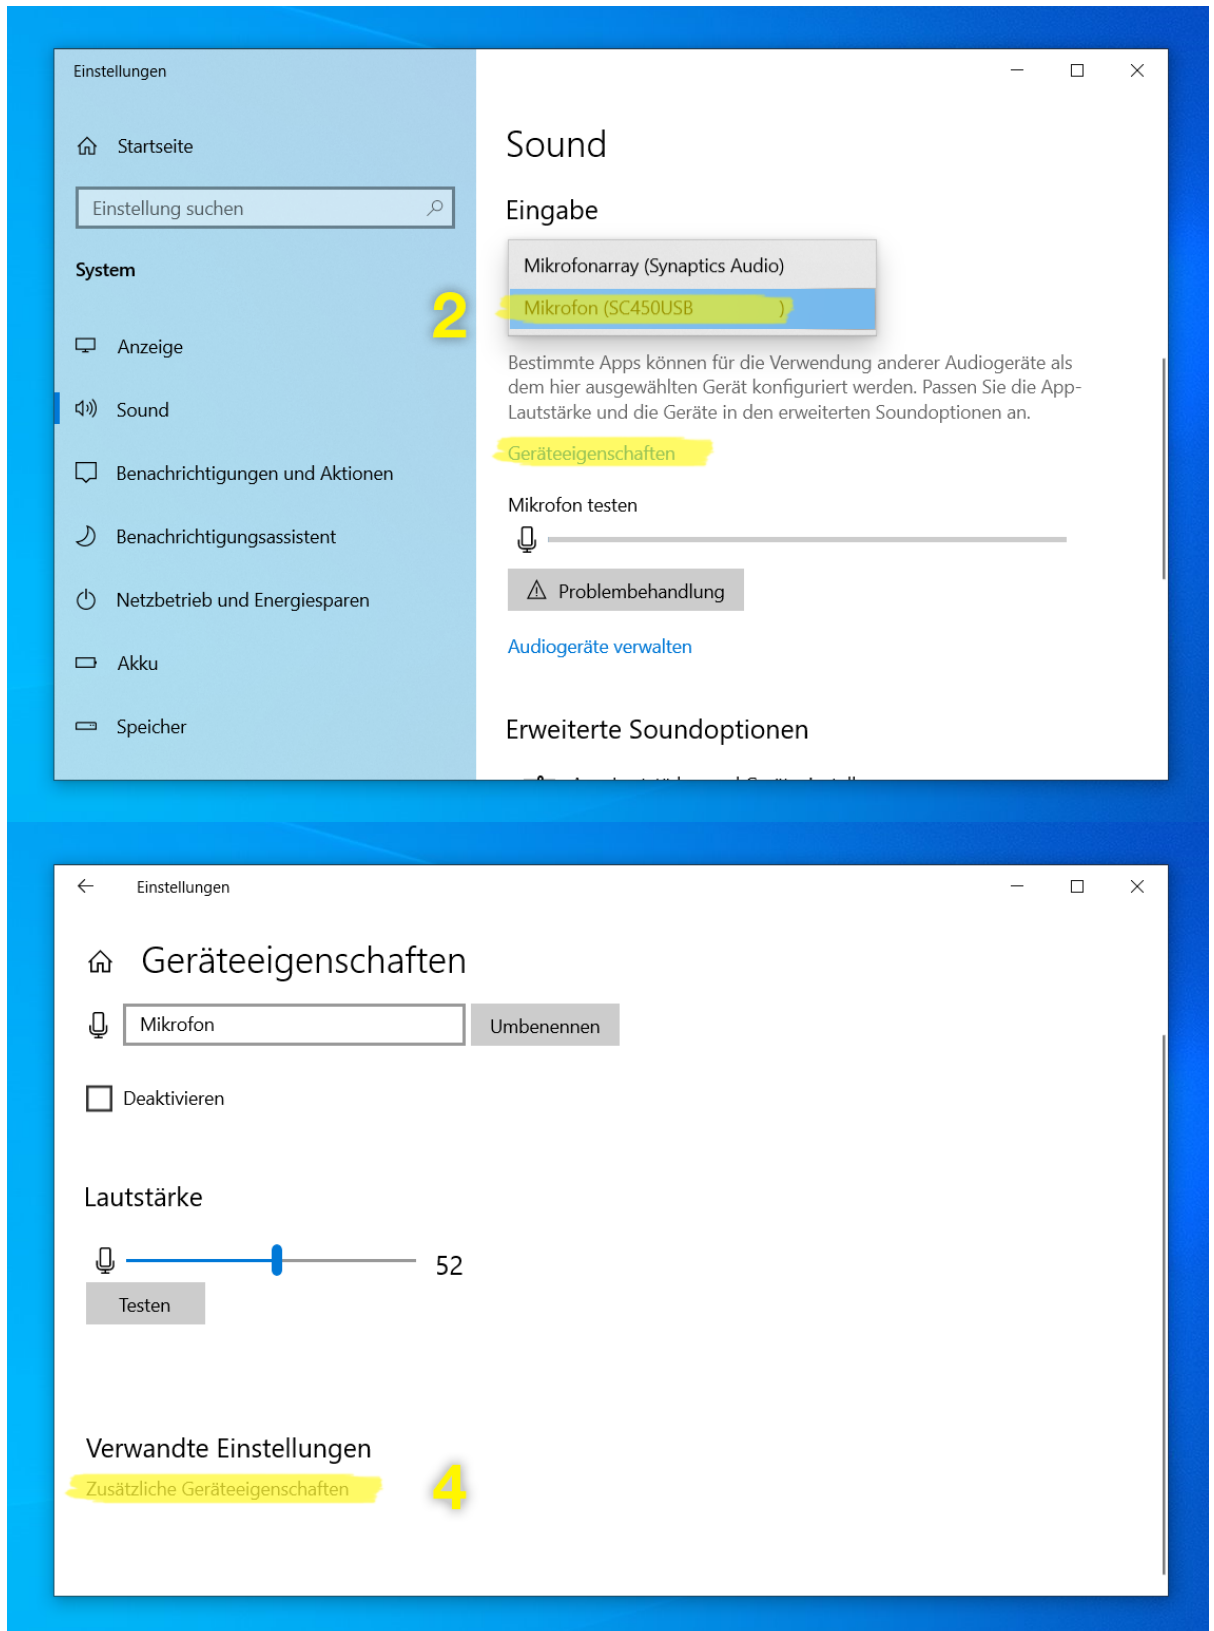 Einstellungen
Startseite
Einstellung suchen
System
Anzeige
Sound
Benachrichtigungen und Aktionen
Benachrichtigungsassistent
Netzbetrieb und Energiesparen
Akku
Speicher
Sound
Eingabe
Mikrofonarray (Synaptics Audio)
2
Mikrofon (SC450USB )
Bestimmte Apps können für die Verwendung anderer Audiogeräte als
dem hier ausgewählten Gerät konfiguriert werden. Passen Sie die App-
Lautstärke und die Geräte in den erweiterten Soundoptionen an.
Geräteeigenschaften
Mikrofon testen
Problembehandlung
Audiogeräte verwalten
Erweiterte Soundoptionen
Einstellungen
Geräteeigenschaften
Mikrofon
Umbenennen
Deaktivieren
Lautstärke
52
Testen
Verwandte Einstellungen
Zusätzliche Geräteeigenschaften
4